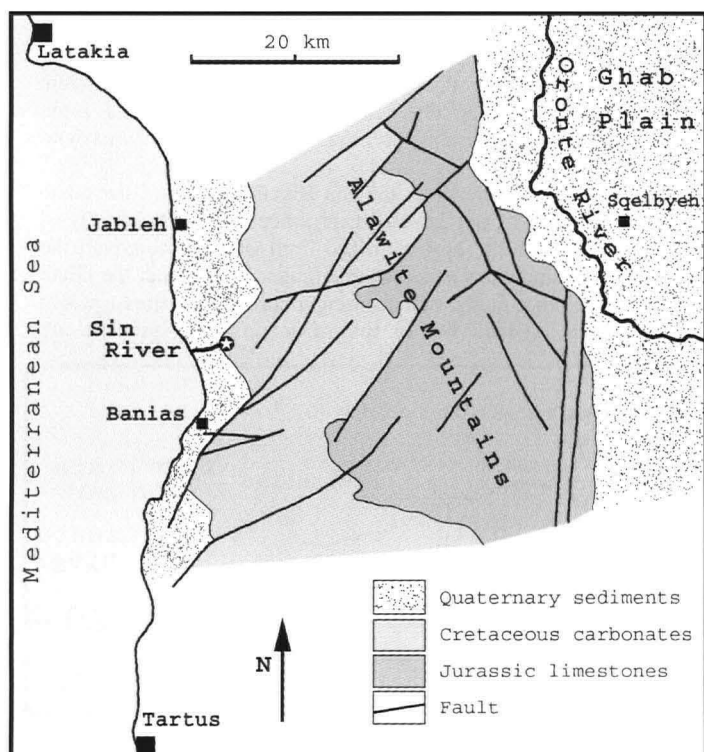 Latakia
20 km
Ghab
Plain
Oronte River
Sqelbyeh
Jableh
Alawite Mountains
Mediterranean Sea
Sin
River
Banias
Quaternary sediments
Cretaceous carbonates
Jurassic limestones
Fault
N
Tartus